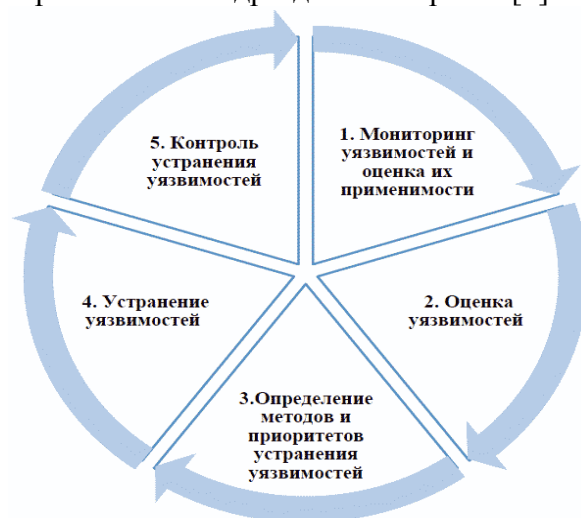 1. Мониторинг
уязвимостей и
оценка их
применимости
2. Оценка
уязвимостей
3.Определение
методов и
приоритетов
устранения
уязвимостей
4. Устранение
уязвимостей
5. Контроль
устранения
уязвимостей